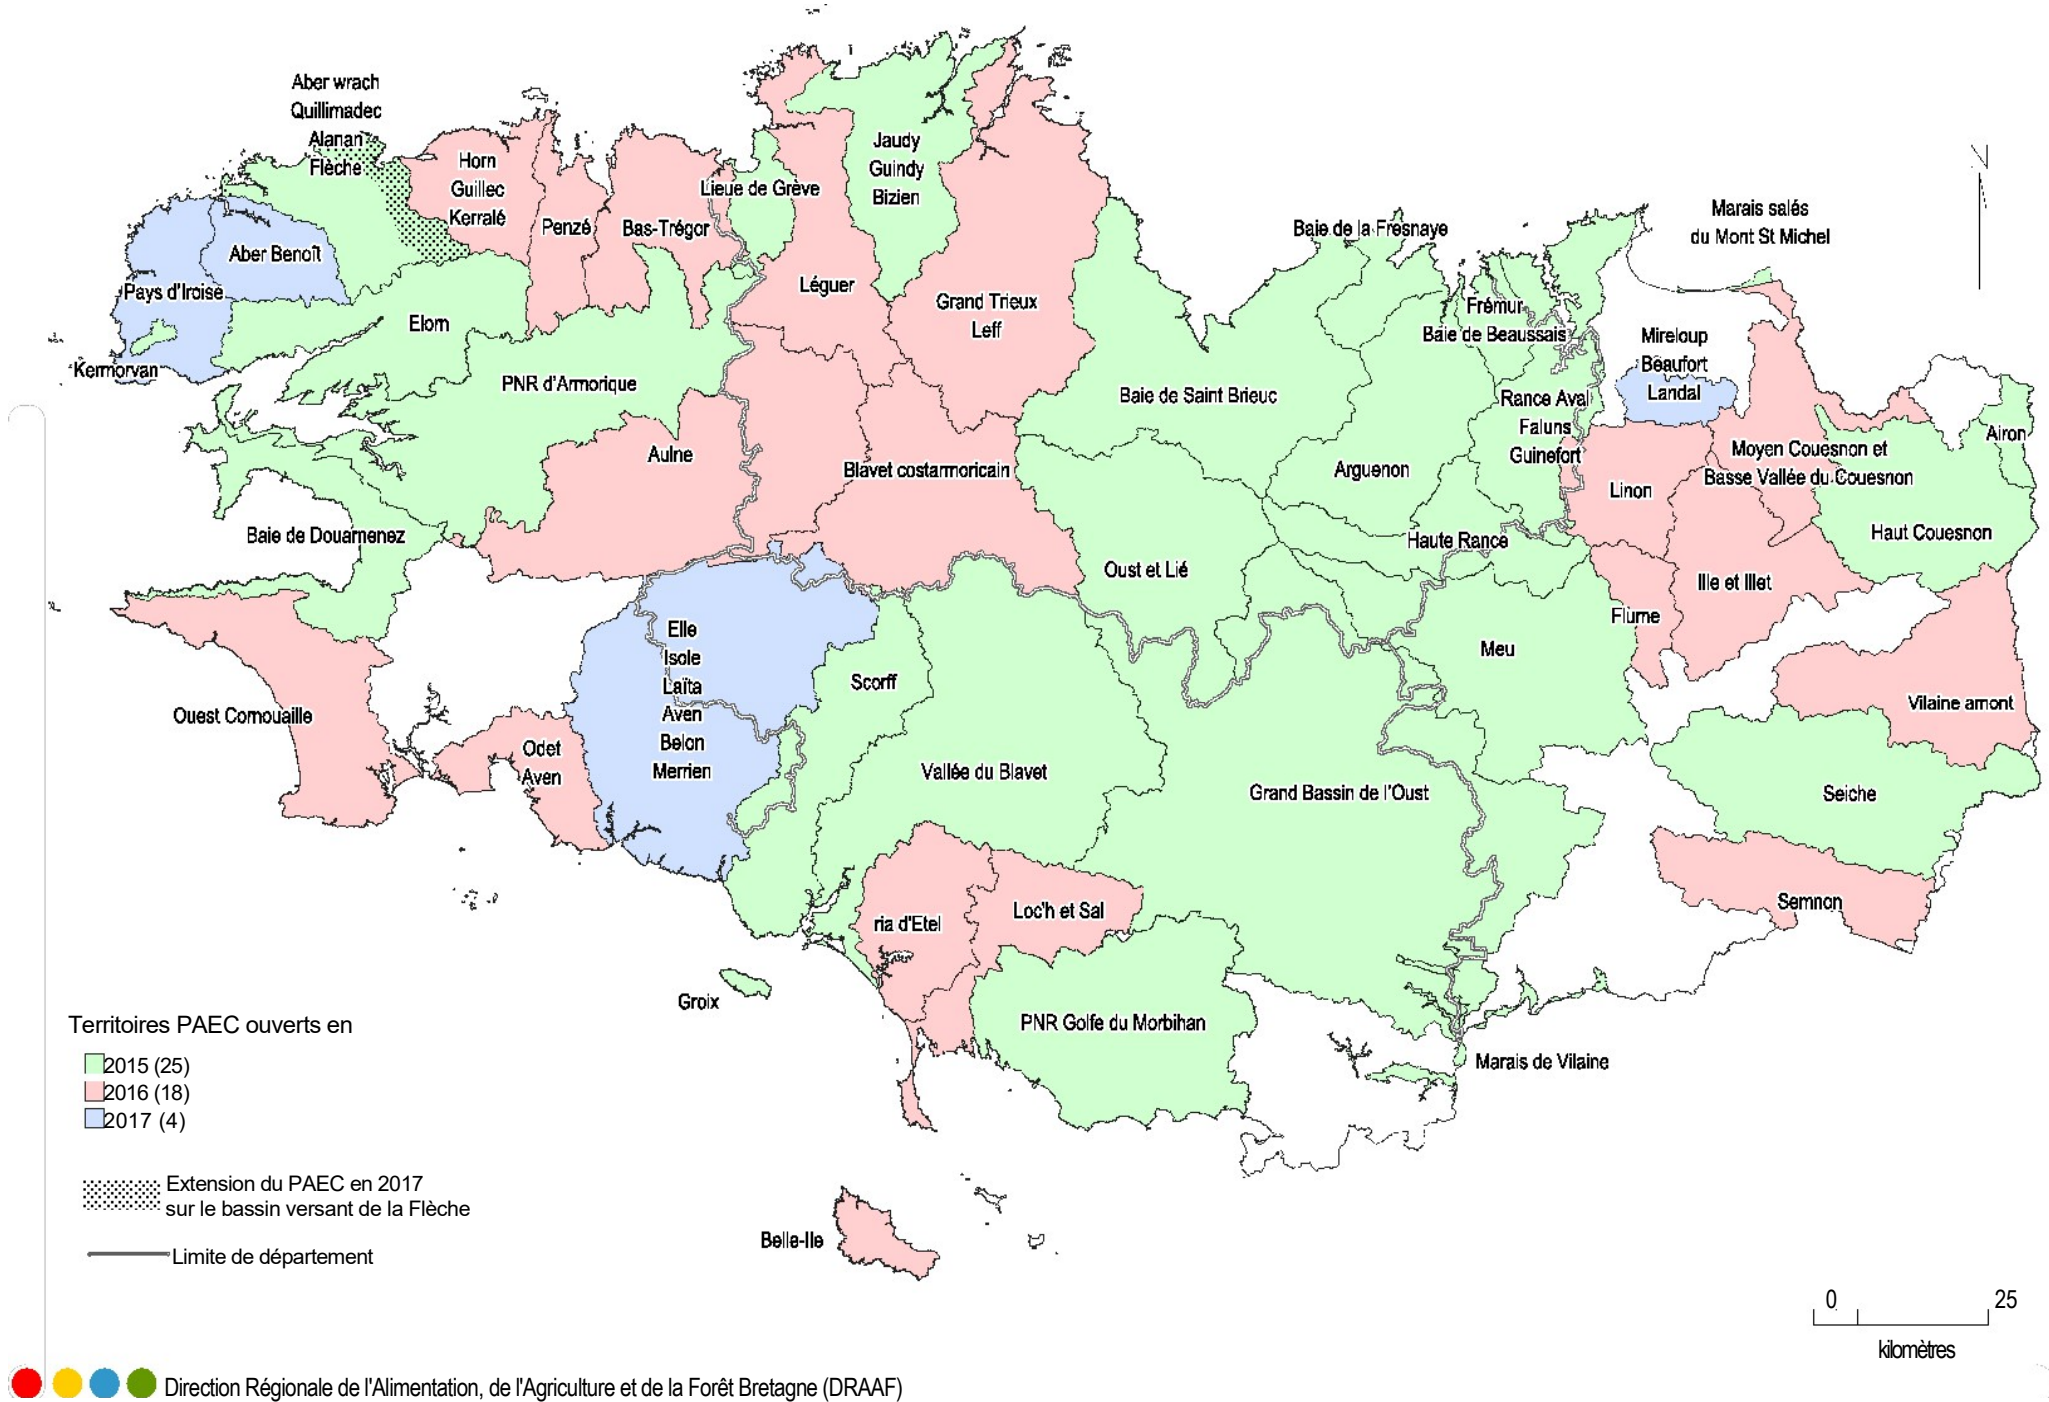 Aber wrach
Quillimadec
Alanan
Flèche
Horn
Guillec
Kerralé
Penzé
Bas-Trégor
Lieue de Grève
Jaudy
Guindy
Bizien
Aber Benoît
Pays d'Iroise
Kermorvan
Elorn
PNR d'Armorique
Léguer
Grand Trieux
Leff
Baie de la Fresnaye
Marais salés
du Mont St Michel
N
Frémur
Baie de Beaussais
Mireloup
Beaufort
Landal
Baie de Saint Brieuc
Rance Aval
Faluns
Guinefort
Arguenon
Aulne
Blavet costarmoricain
Linon
Moyen Couesnon et
Basse Vallée du Couesnon
Airon
Haut Couesnon
Baie de Douarnenez
Haute Rance
Oust et Lié
Ille et Illet
Flume
Meu
Elle
Isole
Laïta
Aven
Belon
Merrien
Scorff
Ouest Cornouaille
Odet
Aven
Vallée du Blavet
Grand Bassin de l'Oust
Vilaine amont
Seiche
Semnon
ria d'Etel
Loc'h et Sal
Groix
PNR Golfe du Morbihan
Marais de Vilaine
Belle-Ile
Territoires PAEC ouverts en
2015 (25)
2016 (18)
2017 (4)
Extension du PAEC en 2017
sur le bassin versant de la Flèche
Limite de département
0 25
kilomètres
Direction Régionale de l'Alimentation, de l'Agriculture et de la Forêt Bretagne (DRAAF)